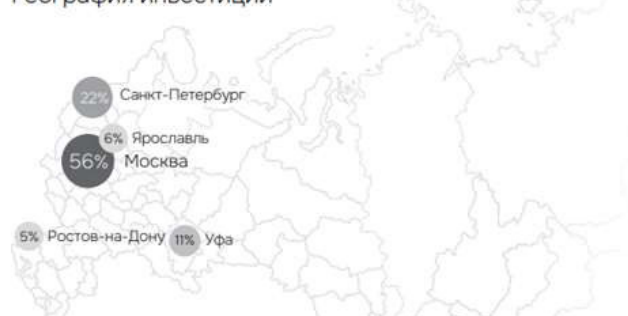 География инвестиций
22% Санкт-Петербург
6% Ярославль
56% Москва
5% Ростов-на-Дону
11% Уфа